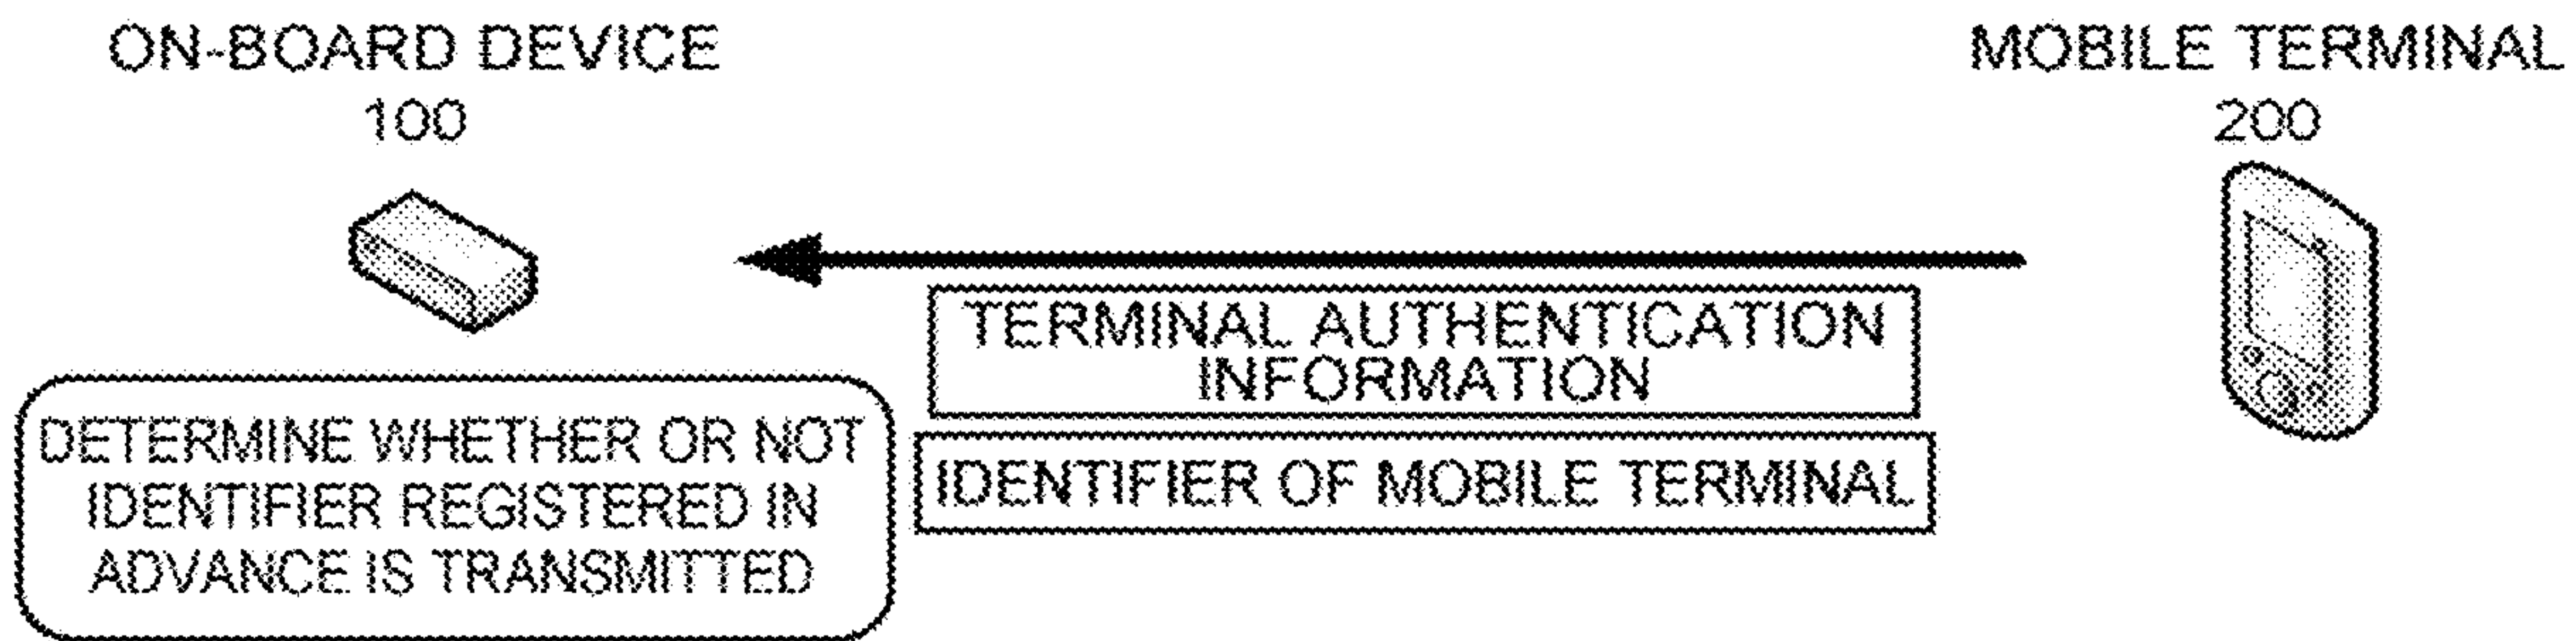 ON-BOARD DEVICE
100
MOBILE TERMINAL
200
TERMINAL AUTHENTICATION
INFORMATION
IDENTIFIER OF MOBILE TERMINAL
DETERMINE WHETHER OR NOT
IDENTIFIER REGISTERED IN
ADVANCE IS TRANSMITTED